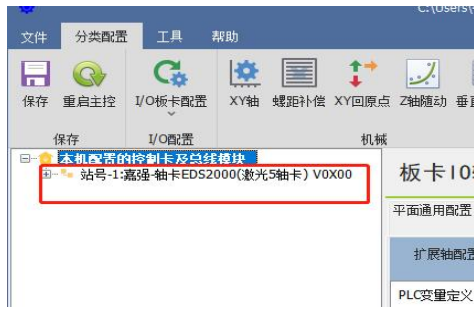 C:\Users\
文件 分类配置 工具 帮助
保存 重启主控 I/O板卡配置 XY轴 螺距补偿 XY回原点 Z轴随动
保存 I/O配置 机械
本机配置的控制卡及总线模块
站号-1:嘉强-轴卡EDS2000(激光5轴卡) V0X00
板卡IO
平面通用配置
扩展轴配
PLC变量定义